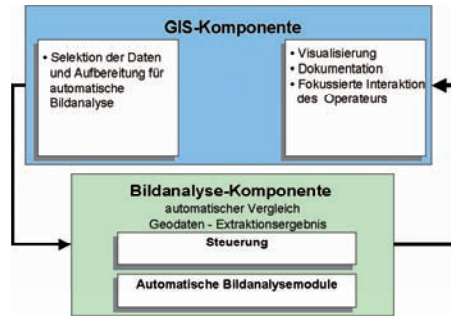 GIS-Komponente
• Selektion der Daten
und Aufbereitung für
automatische
Bildanalyse
• Visualisierung
• Dokumentation
• Fokussierte Interaktion
des Operateurs
Bildanalyse-Komponente
automatischer Vergleich
Geodaten - Extraktionsergebnis
Steuerung
Automatische Bildanalysemodule